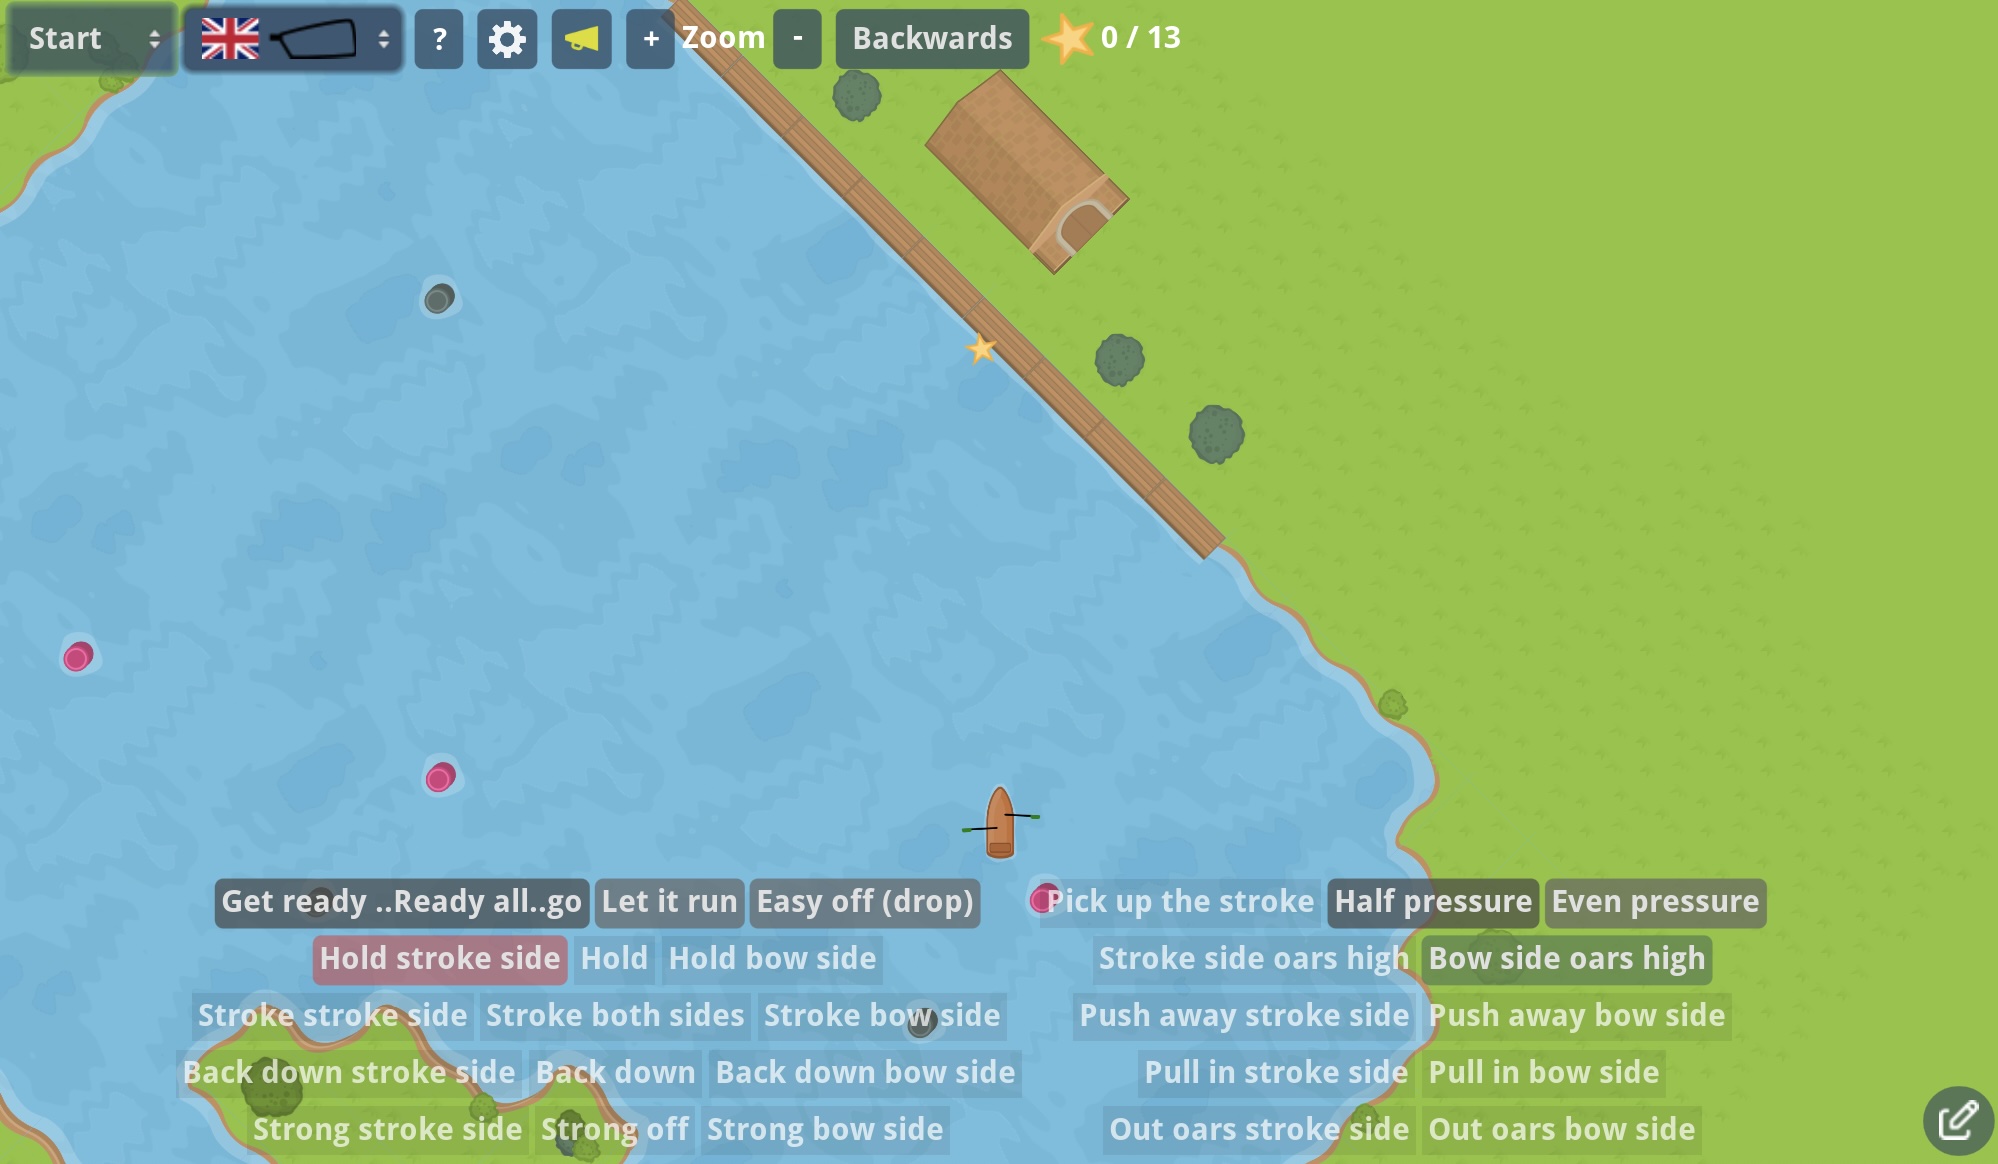 Start ? + Zoom - Backwards 0 / 13
Get ready ..Ready all..go Let it run Easy off (drop) Pick up the stroke Half pressure Even pressure
Hold stroke side Hold Hold bow side Stroke side oars high Bow side oars high
Stroke stroke side Stroke both sides Stroke bow side Push away stroke side Push away bow side
Back down stroke side Back down Back down bow side Pull in stroke side Pull in bow side
Strong stroke side Strong off Strong bow side Out oars stroke side Out oars bow side